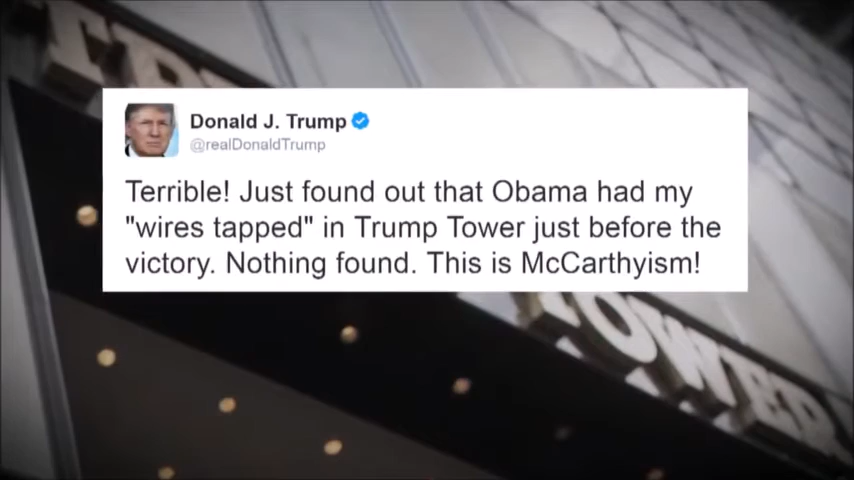 TRUMP
Donald J. Trump
@realDonaldTrump
Terrible! Just found out that Obama had my
"wires tapped" in Trump Tower just before the
victory. Nothing found. This is McCarthyism!
TOWER